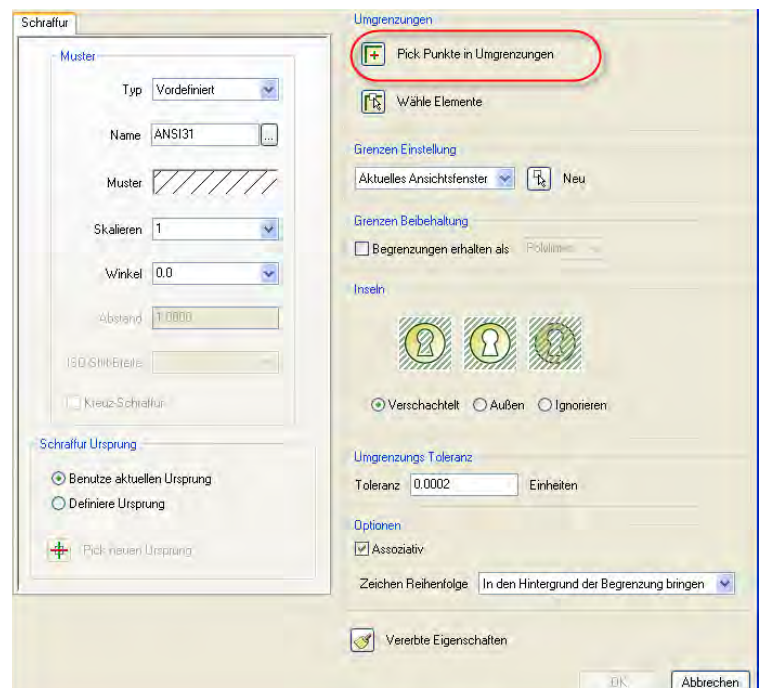 Schraffur
Muster
Typ Vordefiniert
Name ANSI31 ...
Muster
Skalieren 1
Winkel 0.0
Abstand 1.0000
ISO-Stift-Breite
Kreuz-Schraffur
Schraffur Ursprung
Benutze aktuellen Ursprung
Definiere Ursprung
Pick neuen Ursprung
Umgrenzungen
Pick Punkte in Umgrenzungen
Wähle Elemente
Grenzen Einstellung
Aktuelles Ansichtsfenster Neu
Grenzen Beibehaltung
Begrenzungen erhalten als
Inseln
Verschachtelt Außen Ignorieren
Umgrenzungs Toleranz
Toleranz 0.0002 Einheiten
Optionen
Assoziativ
Zeichen Reihenfolge In den Hintergrund der Begrenzung bringen
Vererbte Eigenschaften
OK Abbrechen